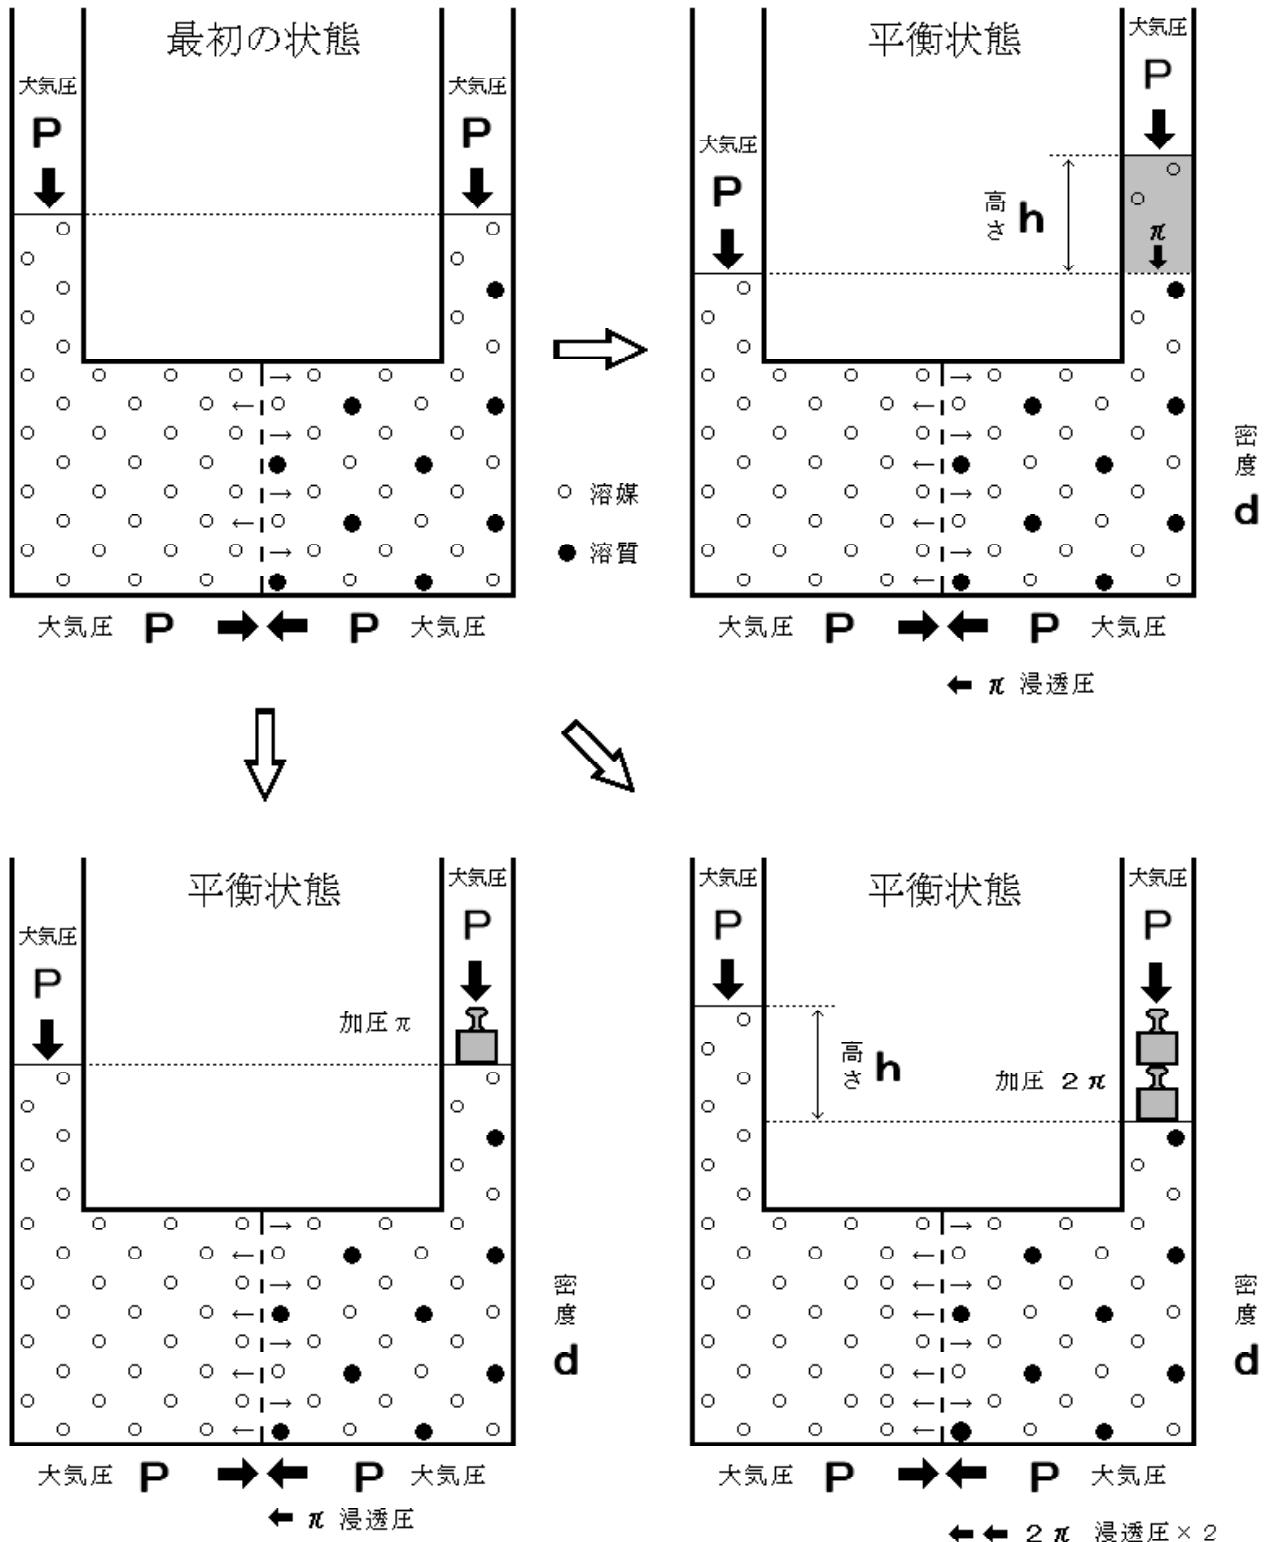 最初の状態
大気圧
P
大気圧
P
溶媒
溶質
大気圧 P P 大気圧
平衡状態
大気圧
P
大気圧
P
高さ h
π
密度 d
大気圧 P P 大気圧
π 浸透圧
平衡状態
大気圧
P
大気圧
P
加圧π
密度 d
大気圧 P P 大気圧
π 浸透圧
平衡状態
大気圧
P
大気圧
P
高さ h
加圧 2π
密度 d
大気圧 P P 大気圧
2π 浸透圧×2